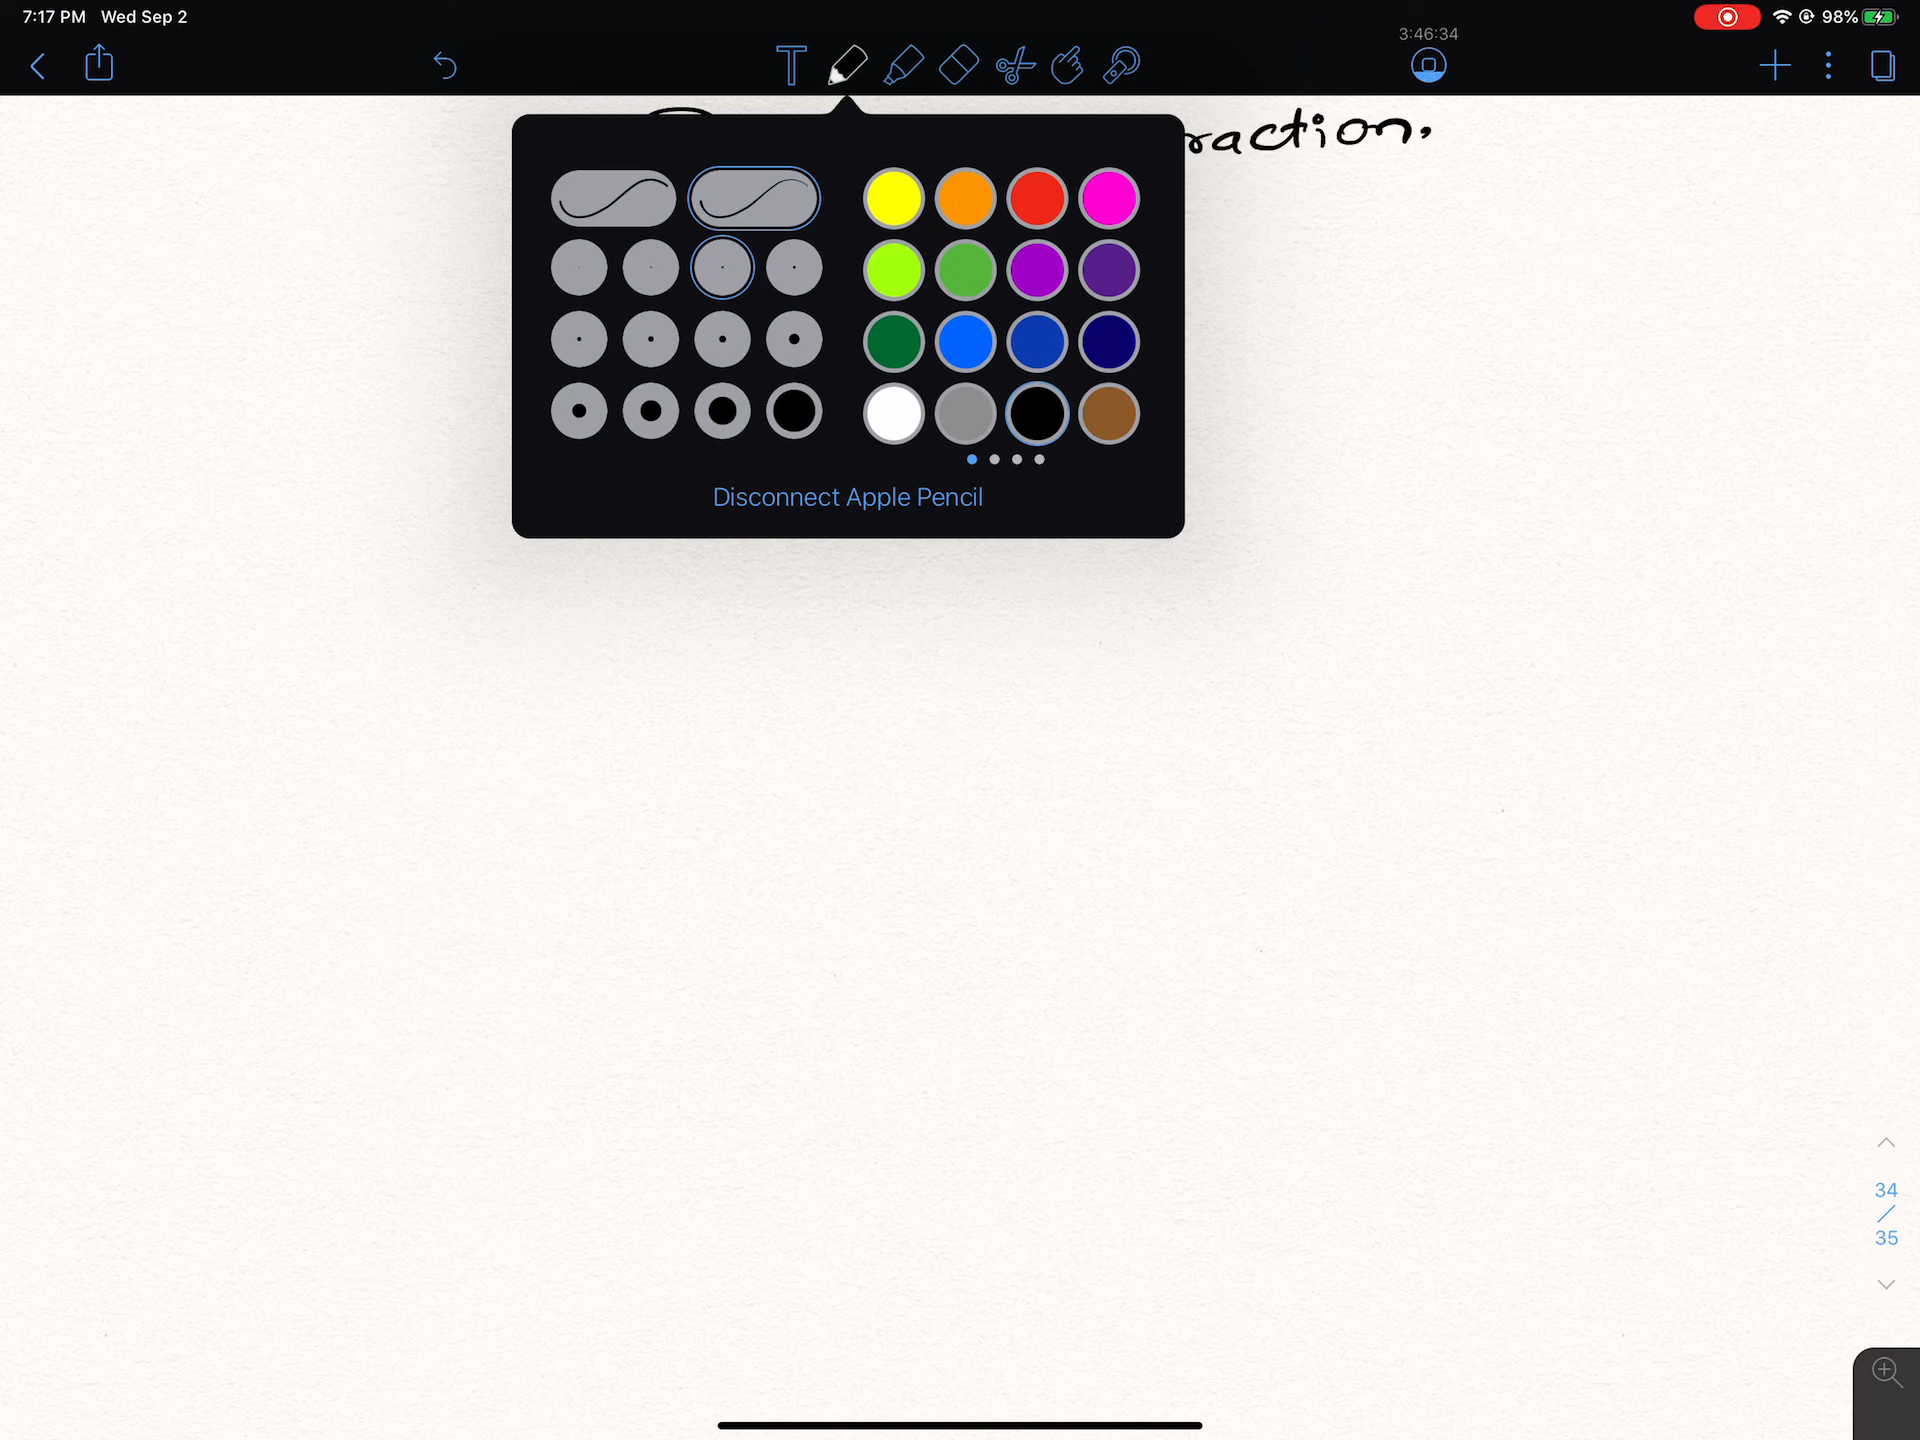 7:17 PM Wed Sep 2
98%
3:46:34
raction.
Disconnect Apple Pencil
34
35